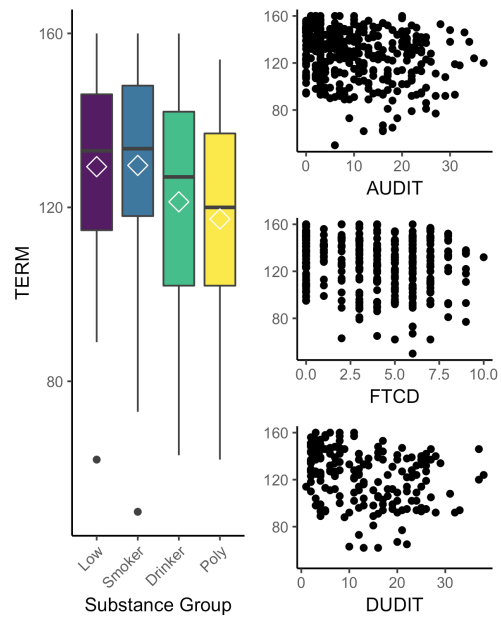 TERM
160
120
80
Low
Smoker
Drinker
Poly
Substance Group
160
120
80
0 10 20 30
AUDIT
160
120
80
0.0 2.5 5.0 7.5 10.0
FTCD
160
120
80
0 10 20 30
DUDIT